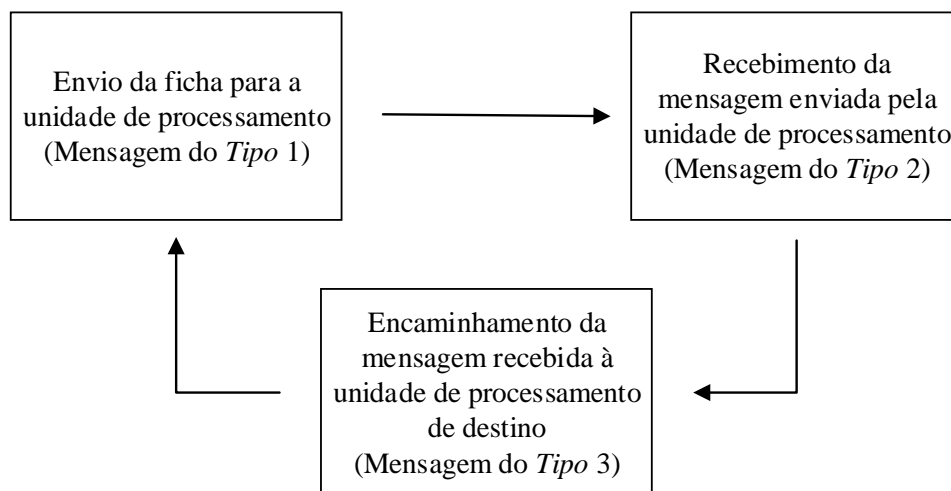 Envio da ficha para a
unidade de processamento
(Mensagem do Tipo 1)
Recebimento da
mensagem enviada pela
unidade de processamento
(Mensagem do Tipo 2)
Encaminhamento da
mensagem recebida à
unidade de processamento
de destino
(Mensagem do Tipo 3)